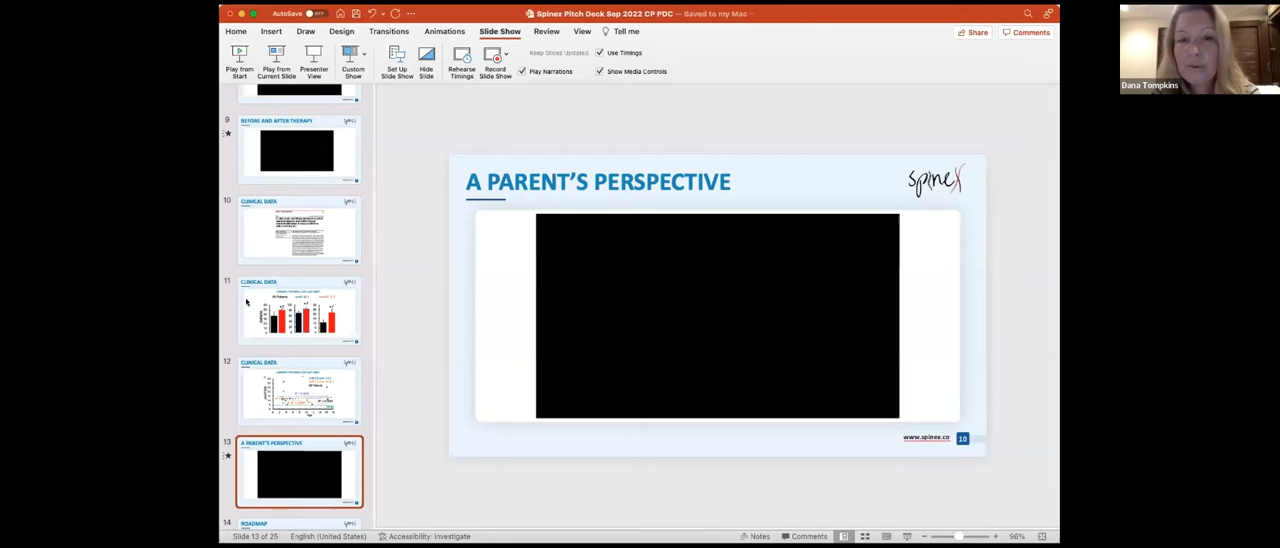 AutoSave OFF
Spinex Pitch Deck Sep 2022 CP PDC — Saved to my Mac
Home Insert Draw Design Transitions Animations Slide Show Review View Tell me
Share Comments
Play from Start
Play from Current Slide
Presenter View
Custom Show
Set Up Slide Show
Hide Slide
Rehearse Timings
Record Slide Show
Keep Slides Updated
Use Timings
Play Narrations
Show Media Controls
Dana Tompkins
9
BEFORE AND AFTER THERAPY
10
CLINICAL DATA
11
CLINICAL DATA
12
CLINICAL DATA
13
A PARENT'S PERSPECTIVE
14
ROADMAP
A PARENT'S PERSPECTIVE
spinex
www.spinex.co 10
Slide 13 of 25 English (United States) Accessibility: Investigate
Notes Comments 96%